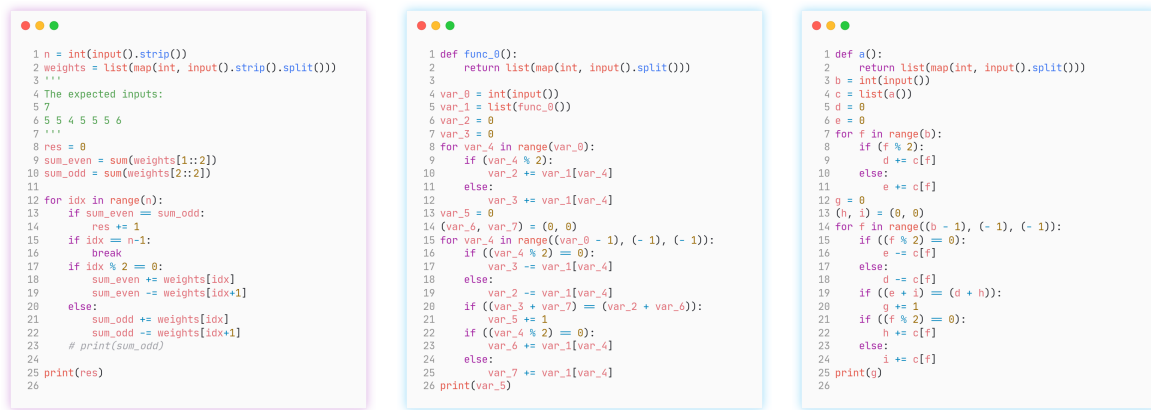 1 n = int(input().strip())
2 weights = list(map(int, input().strip().split()))
3 '''
4 The expected inputs:
5 7
6 5 5 4 5 5 5 6
7 '''
8 res = 0
9 sum_even = sum(weights[1::2])
10 sum_odd = sum(weights[2::2])
11
12 for idx in range(n):
13     if sum_even == sum_odd:
14         res += 1
15     if idx == n-1:
16         break
17     if idx % 2 == 0:
18         sum_even += weights[idx]
19         sum_even -= weights[idx+1]
20     else:
21         sum_odd += weights[idx]
22         sum_odd -= weights[idx+1]
23     # print(sum_odd)
24
25 print(res)
26
1 def func_0():
2     return list(map(int, input().split()))
3
4 var_0 = int(input())
5 var_1 = list(func_0())
6 var_2 = 0
7 var_3 = 0
8 for var_4 in range(var_0):
9     if (var_4 % 2):
10         var_2 += var_1[var_4]
11     else:
12         var_3 += var_1[var_4]
13 var_5 = 0
14 (var_6, var_7) = (0, 0)
15 for var_4 in range((var_0 - 1), (- 1), (- 1)):
16     if ((var_4 % 2) == 0):
17         var_3 -= var_1[var_4]
18     else:
19         var_2 -= var_1[var_4]
20     if ((var_3 + var_7) == (var_2 + var_6)):
21         var_5 += 1
22     if ((var_4 % 2) == 0):
23         var_6 += var_1[var_4]
24     else:
25         var_7 += var_1[var_4]
26 print(var_5)
1 def a():
2     return list(map(int, input().split()))
3 b = int(input())
4 c = list(a())
5 d = 0
6 e = 0
7 for f in range(b):
8     if (f % 2):
9         d += c[f]
10     else:
11         e += c[f]
12 g = 0
13 (h, i) = (0, 0)
14 for f in range((b - 1), (- 1), (- 1)):
15     if ((f % 2) == 0):
16         e -= c[f]
17     else:
18         d -= c[f]
19     if ((e + i) == (d + h)):
20         g += 1
21     if ((f % 2) == 0):
22         h += c[f]
23     else:
24         i += c[f]
25 print(g)
26